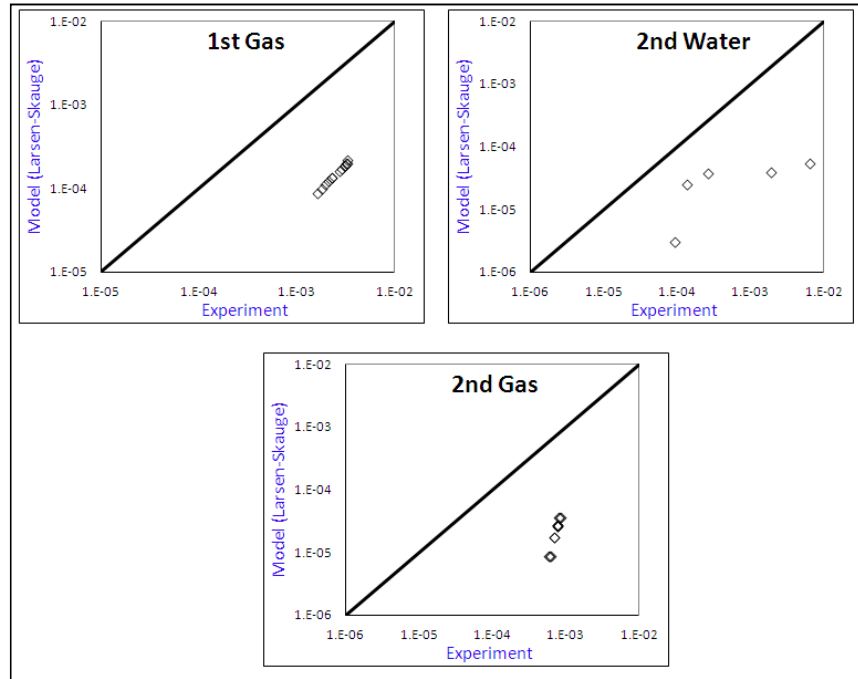 1st Gas
Model (Larsen-Skauge)
1.E-02
1.E-03
1.E-04
1.E-05
1.E-05 1.E-04 1.E-03 1.E-02
Experiment
2nd Water
Model (Larsen-Skauge)
1.E-02
1.E-03
1.E-04
1.E-05
1.E-06
1.E-06 1.E-05 1.E-04 1.E-03 1.E-02
Experiment
2nd Gas
Model (Larsen-Skauge)
1.E-02
1.E-03
1.E-04
1.E-05
1.E-06
1.E-06 1.E-05 1.E-04 1.E-03 1.E-02
Experiment